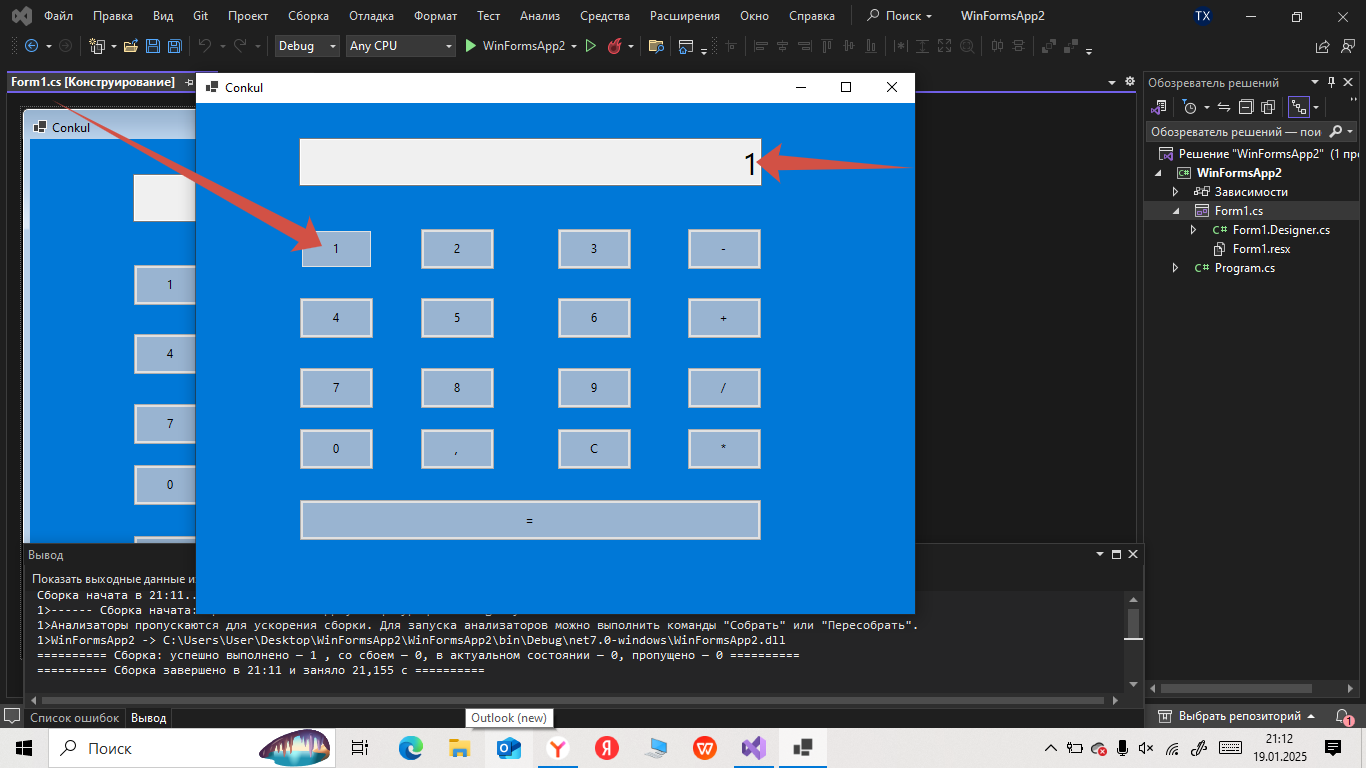 Файл Правка Вид Git Проект Сборка Отладка Формат Тест Анализ Средства Расширения Окно Справка Поиск WinFormsApp2 TX
Debug Any CPU WinFormsApp2
Form1.cs [Конструирование]
Conkul
1
4
7
0
Conkul
1
1 2 3 -
4 5 6 +
7 8 9 /
0 , C *
=
Обозреватель решений
Обозреватель решений — пои
Решение "WinFormsApp2" (1 пре
C# WinFormsApp2
Зависимости
Form1.cs
C# Form1.Designer.cs
Form1.resx
C# Program.cs
Вывод
Показать выходные данные и
Сборка начата в 21:11..
1>------ Сборка начата:
1>Анализаторы пропускаются для ускорения сборки. Для запуска анализаторов можно выполнить команды "Собрать" или "Пересобрать".
1>WinFormsApp2 -> C:\Users\User\Desktop\WinFormsApp2\WinFormsApp2\bin\Debug\net7.0-windows\WinFormsApp2.dll
========== Сборка: успешно выполнено — 1 , со сбоем — 0, в актуальном состоянии — 0, пропущено — 0 ==========
========== Сборка завершено в 21:11 и заняло 21,155 с ==========
Список ошибок Вывод
Выбрать репозиторий 1
Outlook (new)
Поиск
Y Я W
21:12
19.01.2025